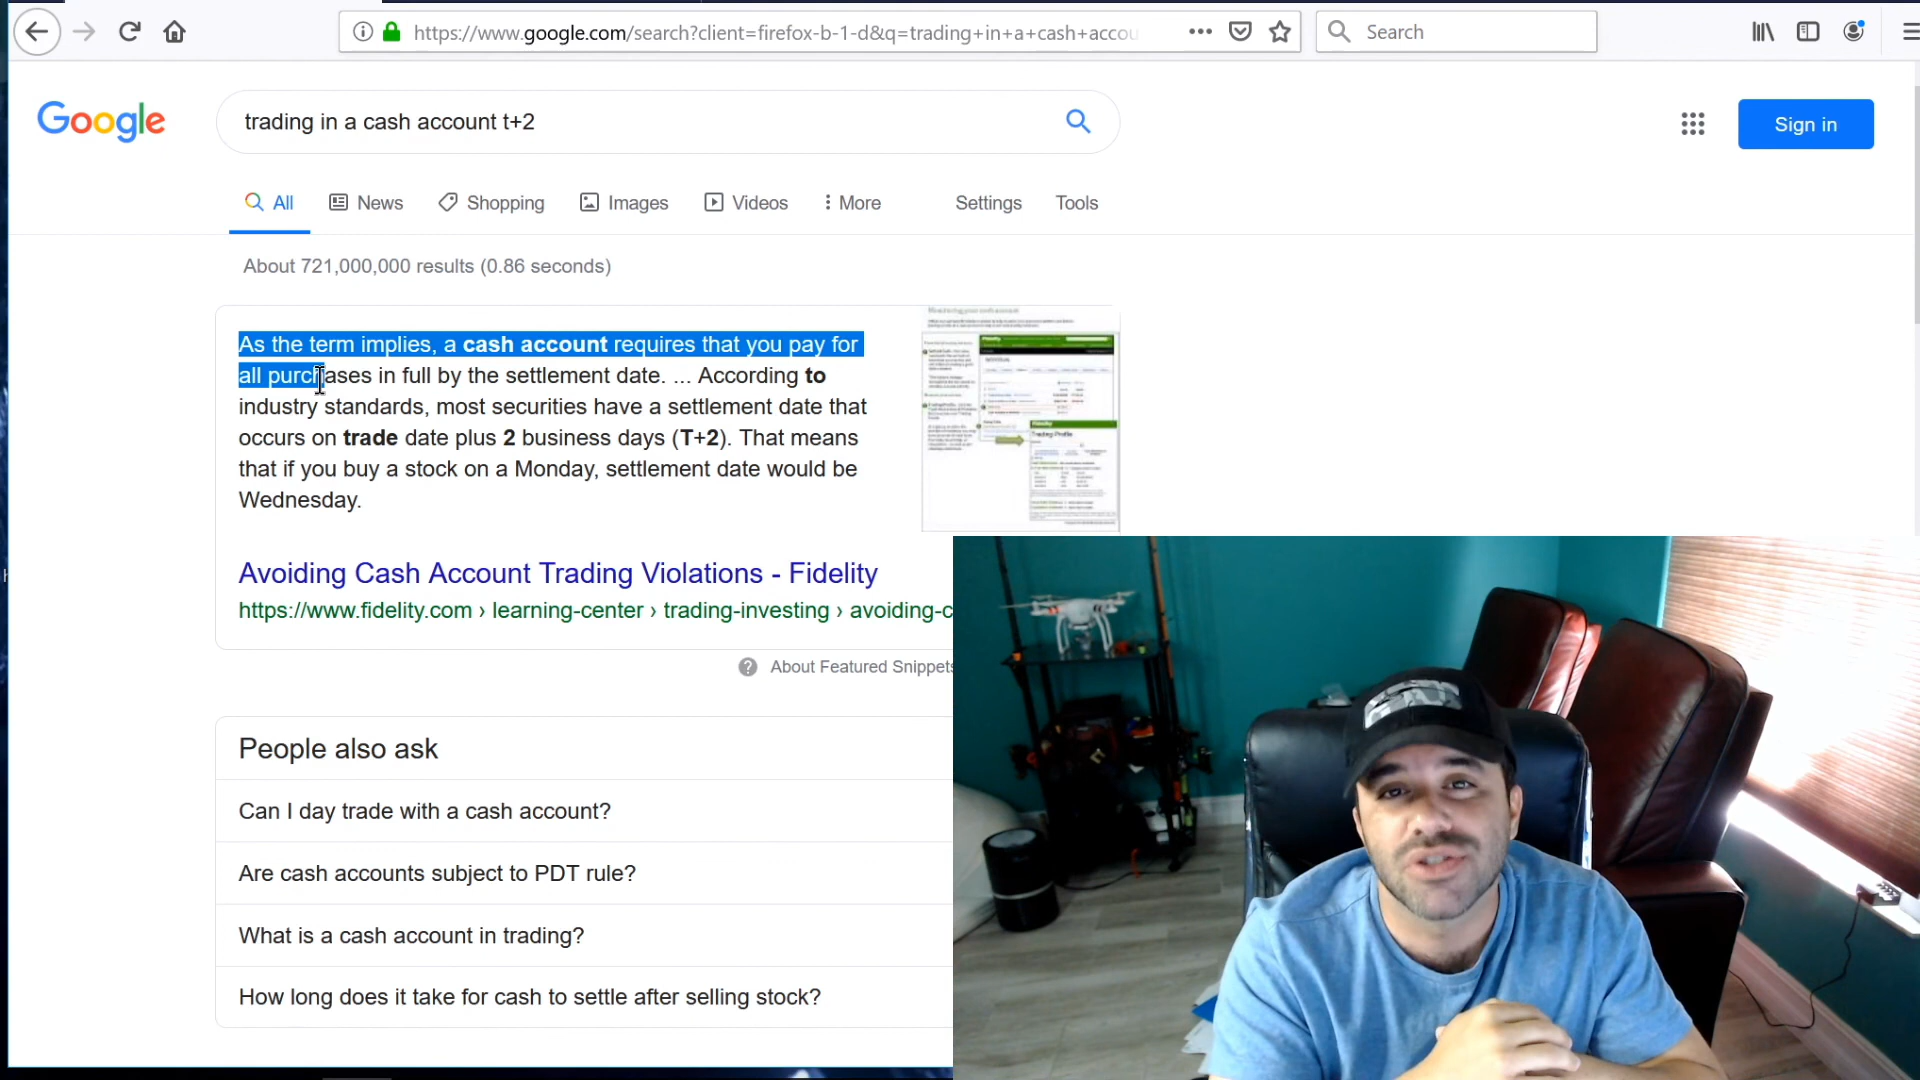 https://www.google.com/search?client=firefox-b-1-d&q=trading+in+a+cash+accou
Search
Google
trading in a cash account t+2
Sign in
All
News
Shopping
Images
Videos
More
Settings
Tools
About 721,000,000 results (0.86 seconds)
As the term implies, a cash account requires that you pay for
all purchases in full by the settlement date. ... According to
industry standards, most securities have a settlement date that
occurs on trade date plus 2 business days (T+2). That means
that if you buy a stock on a Monday, settlement date would be
Wednesday.
Trading Profile
Avoiding Cash Account Trading Violations - Fidelity
https://www.fidelity.com › learning-center › trading-investing › avoiding-c
About Featured Snippets
People also ask
Can I day trade with a cash account?
Are cash accounts subject to PDT rule?
What is a cash account in trading?
How long does it take for cash to settle after selling stock?